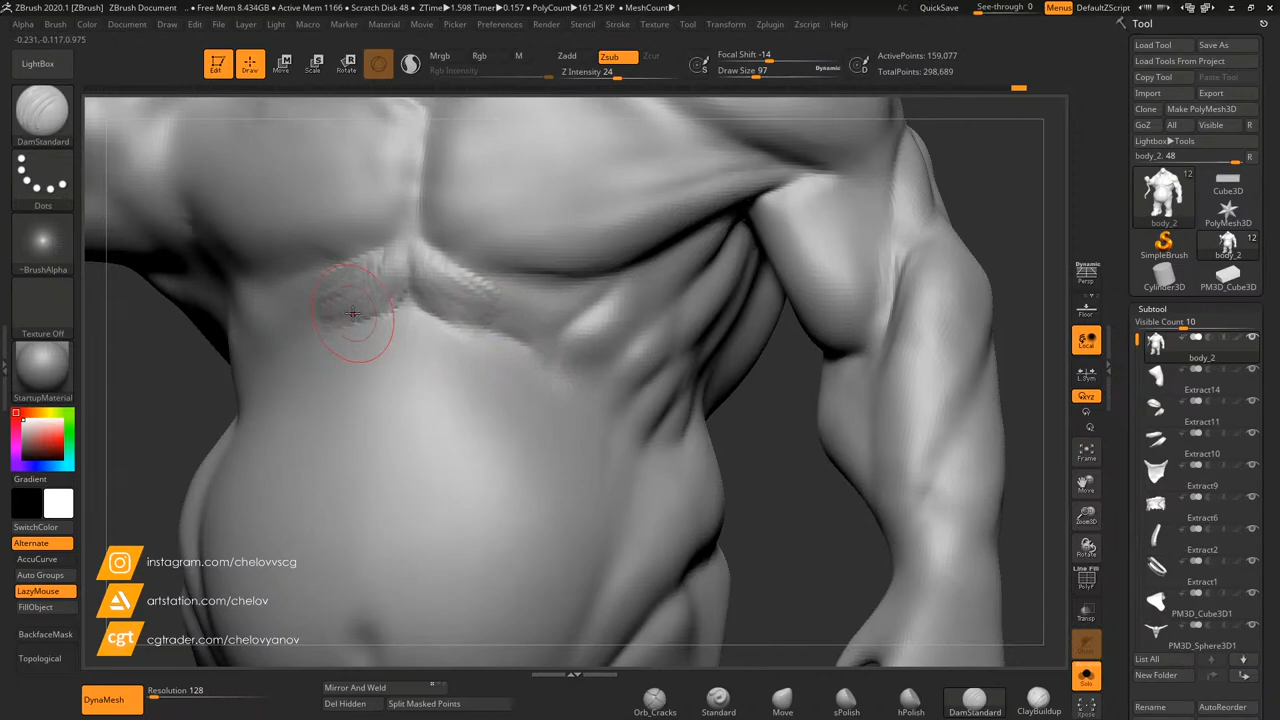 ZBrush 2020.1 [ZBrush] ZBrush Document .. ● Free Mem 8.434GB ● Active Mem 1166 ● Scratch Disk 48 ● ZTime▶1.598 Timer▶0.157 ● PolyCount▶161.25 KP ● MeshCount▶1 AC QuickSave See-through 0 Menus DefaultZScript
Alpha Brush Color Document Draw Edit File Layer Light Macro Marker Material Movie Picker Preferences Render Stencil Stroke Texture Tool Transform Zplugin Zscript Help
-0.231,-0.117,0.975
LightBox
Edit
Draw
Move
Scale
Rotate
Mrgb Rgb M
Rgb Intensity
Zadd Zsub Zcut
Z Intensity 24
Focal Shift -14
Draw Size 97
Dynamic
ActivePoints: 159,077
TotalPoints: 298,689
DamStandard
Dots
~BrushAlpha
Texture Off
StartupMaterial
Gradient
SwitchColor
Alternate
AccuCurve
Auto Groups
LazyMouse
FillObject
BackfaceMask
Topological
instagram.com/chelovvscg
artstation.com/chelov
cgt cgtrader.com/chelovyanov
DynaMesh
Resolution 128
Mirror And Weld
Del Hidden Split Masked Points
Orb_Cracks
Standard
Move
sPolish
hPolish
DamStandard
ClayBuildup
Dynamic
Persp
Floor
Local
L.Sym
XYZ
Frame
Move
Zoom3D
Rotate
Line Fill
PolyF
Transp
Solo
Xpose
Tool
Load Tool Save As
Load Tools From Project
Copy Tool Paste Tool
Import Export
Clone Make PolyMesh3D
GoZ All Visible R
Lightbox▶Tools
body_2. 48 R
12
body_2
Cube3D
PolyMesh3D
SimpleBrush
12
body_2
Cylinder3D
PM3D_Cube3D
Subtool
Visible Count 10
body_2
Extract14
Extract11
Extract10
Extract9
Extract6
Extract2
Extract1
PM3D_Cube3D1
PM3D_Sphere3D1
List All
New Folder
Rename AutoReorder